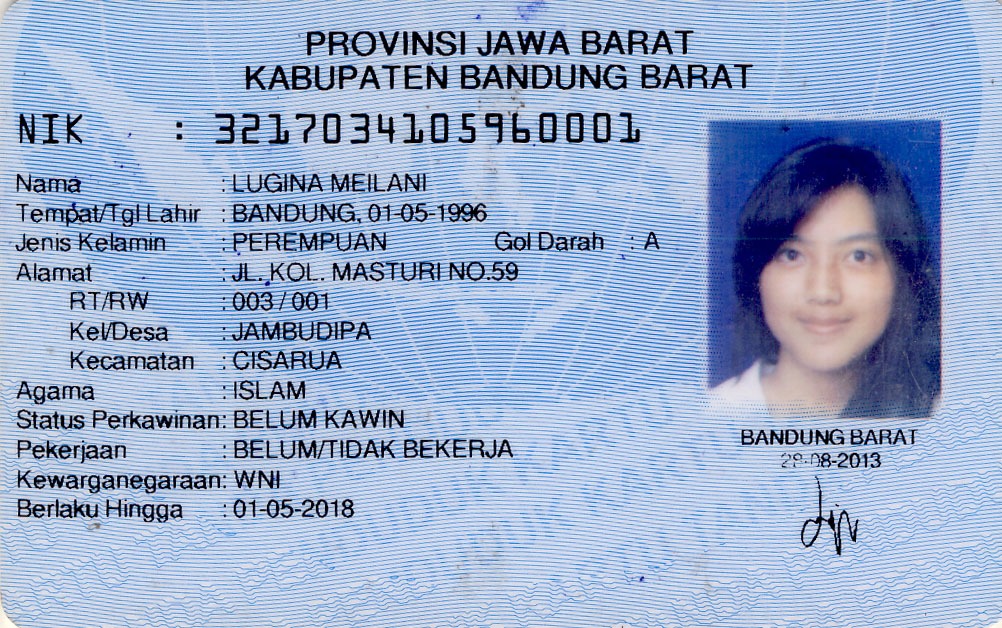 PROVINSI JAWA BARAT
KABUPATEN BANDUNG BARAT
NIK : 3217034105960001
Nama : LUGINA MEILANI
Tempat/Tgl Lahir : BANDUNG, 01-05-1996
Jenis Kelamin : PEREMPUAN Gol Darah : A
Alamat : JL. KOL. MASTURI NO.59
RT/RW : 003 / 001
Kel/Desa : JAMBUDIPA
Kecamatan : CISARUA
Agama : ISLAM
Status Perkawinan: BELUM KAWIN
Pekerjaan : BELUM/TIDAK BEKERJA
Kewarganegaraan: WNI
Berlaku Hingga : 01-05-2018
BANDUNG BARAT